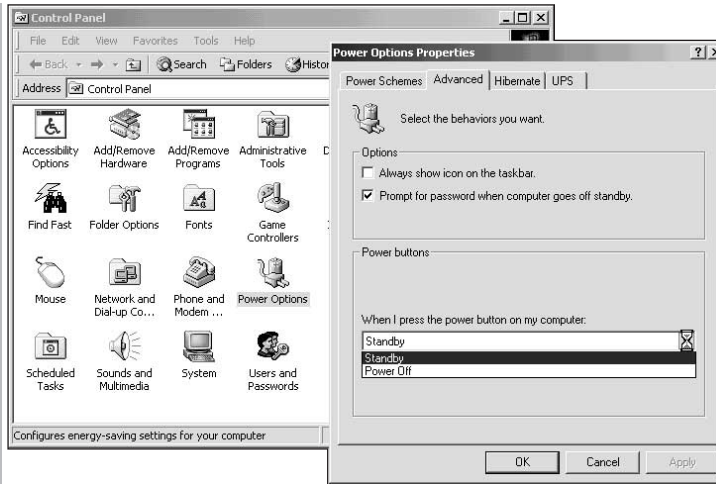 Control Panel
File Edit View Favorites Tools Help
Back Search Folders Histor
Address Control Panel
Accessibility Options
Add/Remove Hardware
Add/Remove Programs
Administrative Tools
D
Find Fast
Folder Options
Fonts
Game Controllers
Mouse
Network and Dial-up Co...
Phone and Modem ...
Power Options
Scheduled Tasks
Sounds and Multimedia
System
Users and Passwords
Configures energy-saving settings for your computer
Power Options Properties
Power Schemes Advanced Hibernate UPS
Select the behaviors you want.
Options
Always show icon on the taskbar.
Prompt for password when computer goes off standby.
Power buttons
When I press the power button on my computer:
Standby
Standby
Power Off
OK Cancel Apply